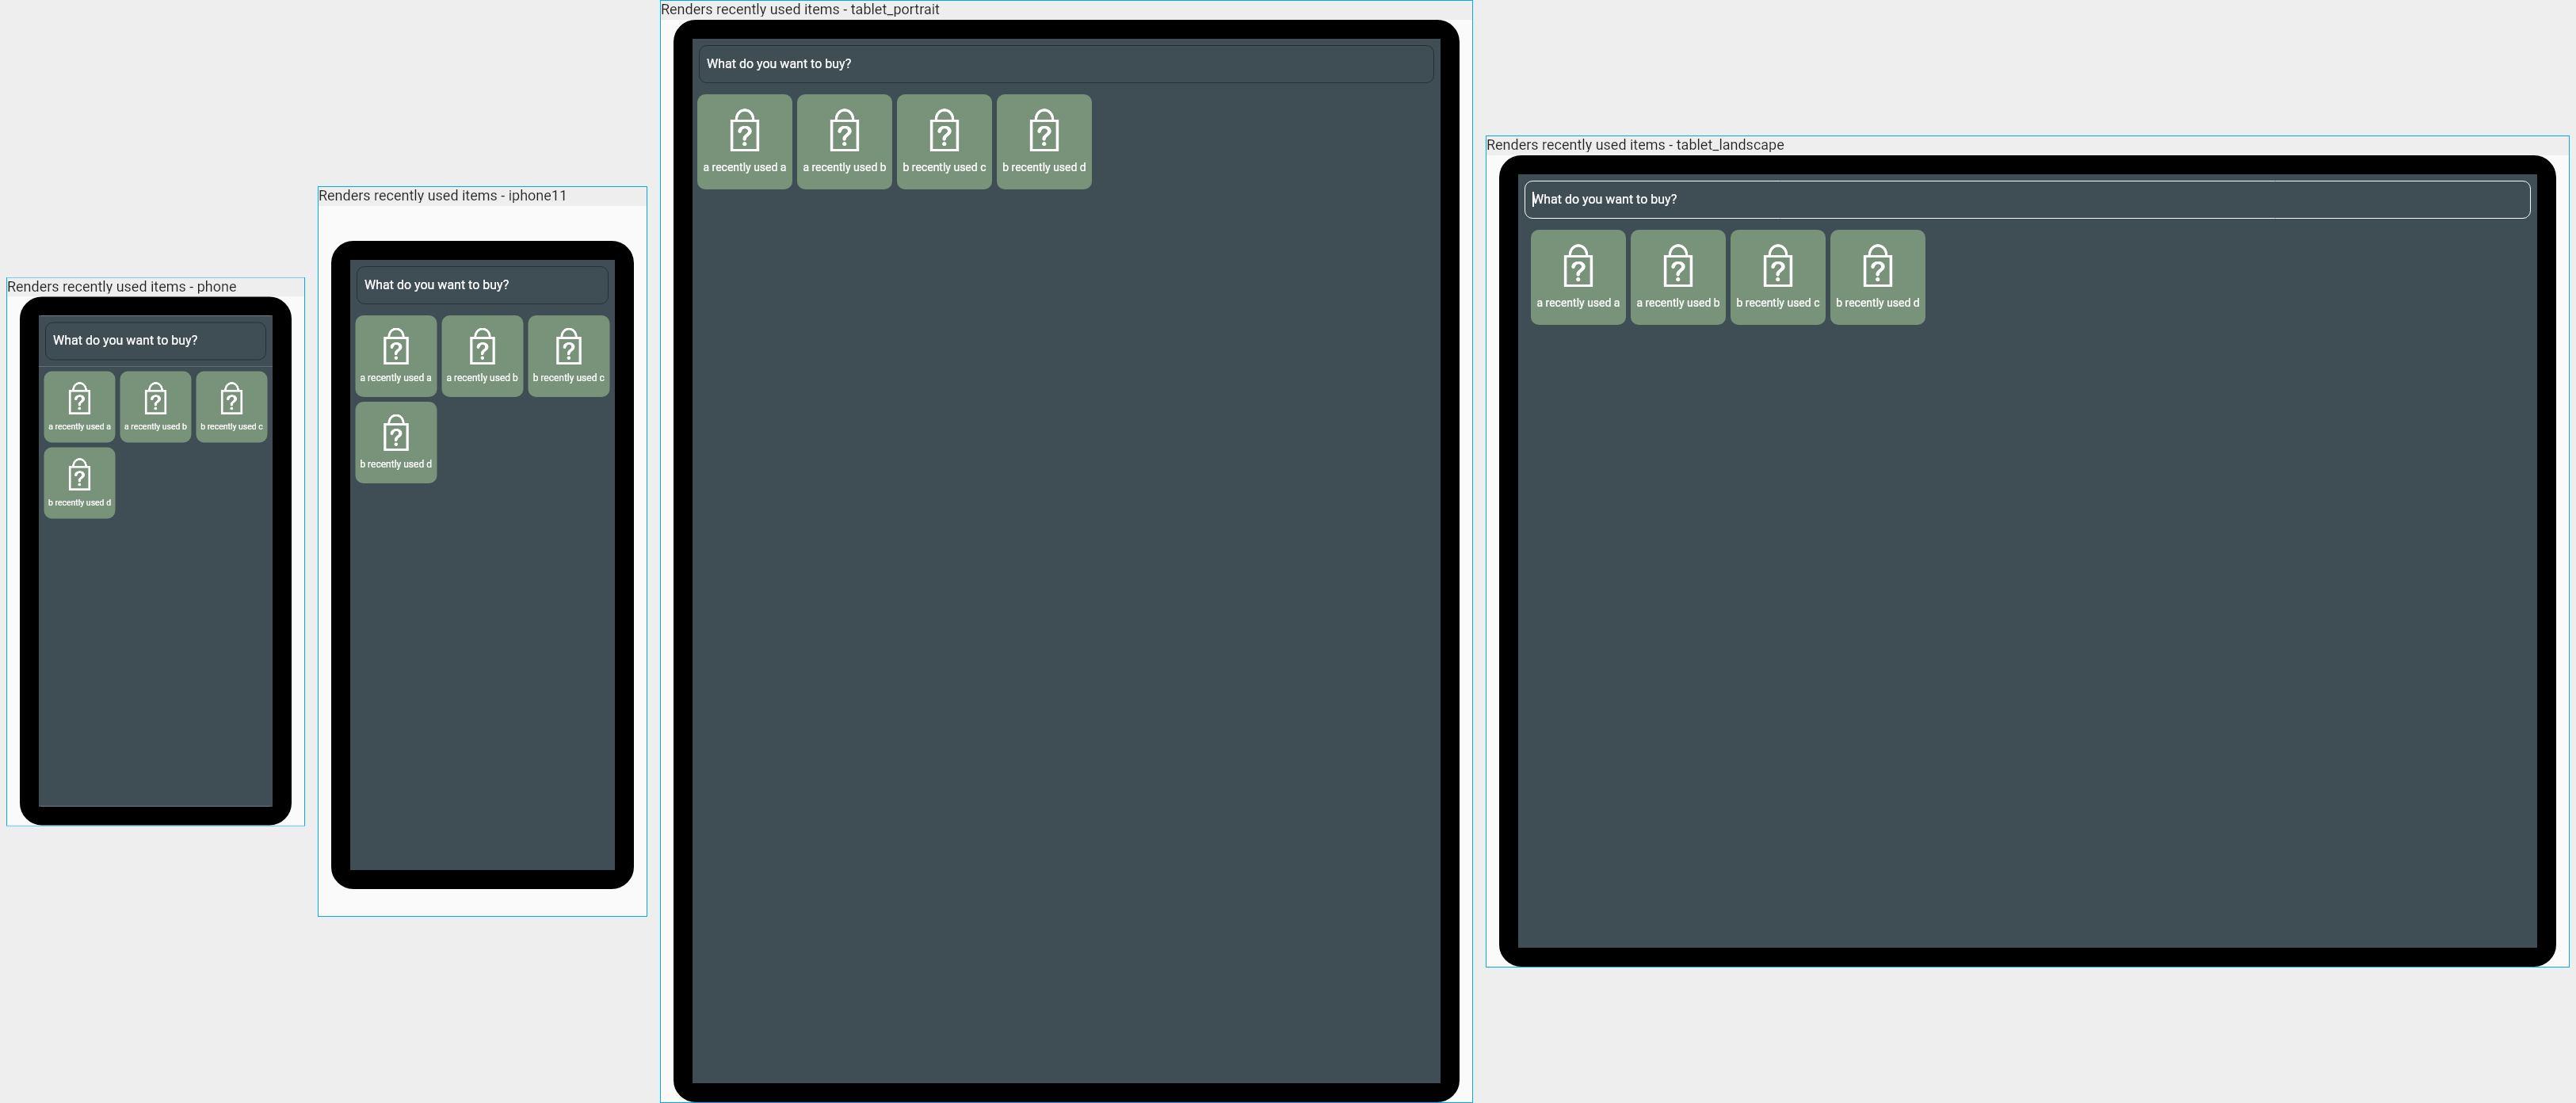 Renders recently used items - phone
What do you want to buy?
?
?
?
a recently used a
a recently used b
b recently used c
?
b recently used d
Renders recently used items - iphone11
What do you want to buy?
?
?
?
a recently used a
a recently used b
b recently used c
?
b recently used d
Renders recently used items - tablet_portrait
What do you want to buy?
?
?
?
?
a recently used a
a recently used b
b recently used c
b recently used d
Renders recently used items - tablet_landscape
What do you want to buy?
?
?
?
?
a recently used a
a recently used b
b recently used c
b recently used d